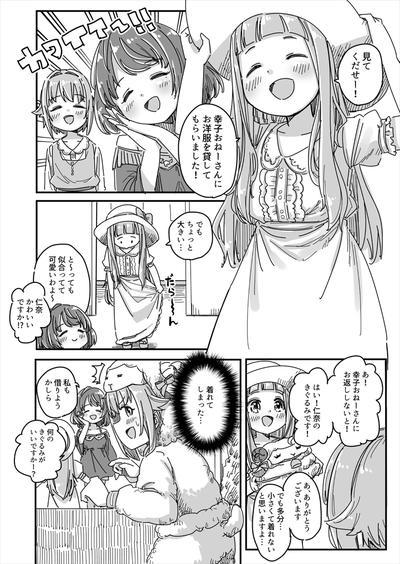 見て
くだせー！
幸子おねーさんに
お洋服を貸して
もらいました！
カワイイ〜!!
でも
ちょっと
大きい…
だら〜ん
と〜っても
似合ってて
可愛いわよ〜
仁奈
かわいい
ですか!?
あ！
幸子おねーさんに
お返ししないと！
はい！仁奈の
きぐるみです！
あ、ありがとう
ございます
でも多分…
小さくて着れない
と思いますよ…
着れて
しまった…
私も
借りよう
かしら
何の
きぐるみが
いいですかー？